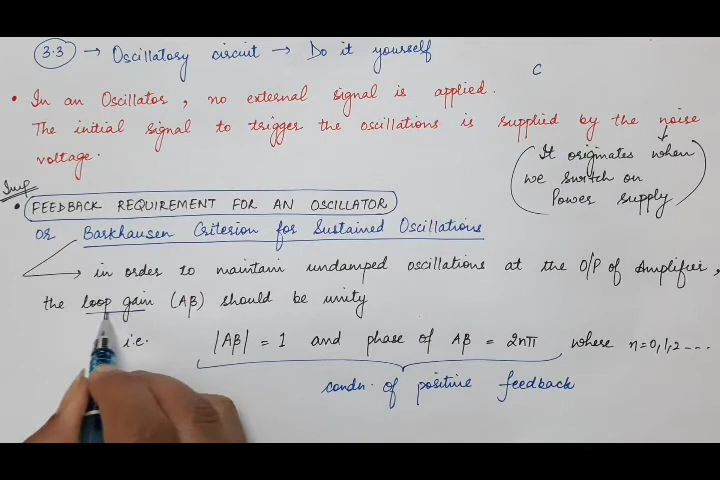 3.3 → Oscillatory circuit → Do it yourself
C
• In an Oscillator, no external signal is applied.
The initial signal to trigger the oscillations is supplied by the noise
voltage.
(It originates when
we switch on
Power supply)
Imp
• FEEDBACK REQUIREMENT FOR AN OSCILLATOR
or Barkhausen Criterion for Sustained Oscillations
→ in order to maintain undamped oscillations at the O/P of Amplifier,
the loop gain (Aβ) should be unity
i.e. |Aβ| = 1 and phase of Aβ = 2nπ where n=0,1,2 ----
condn. of positive feedback